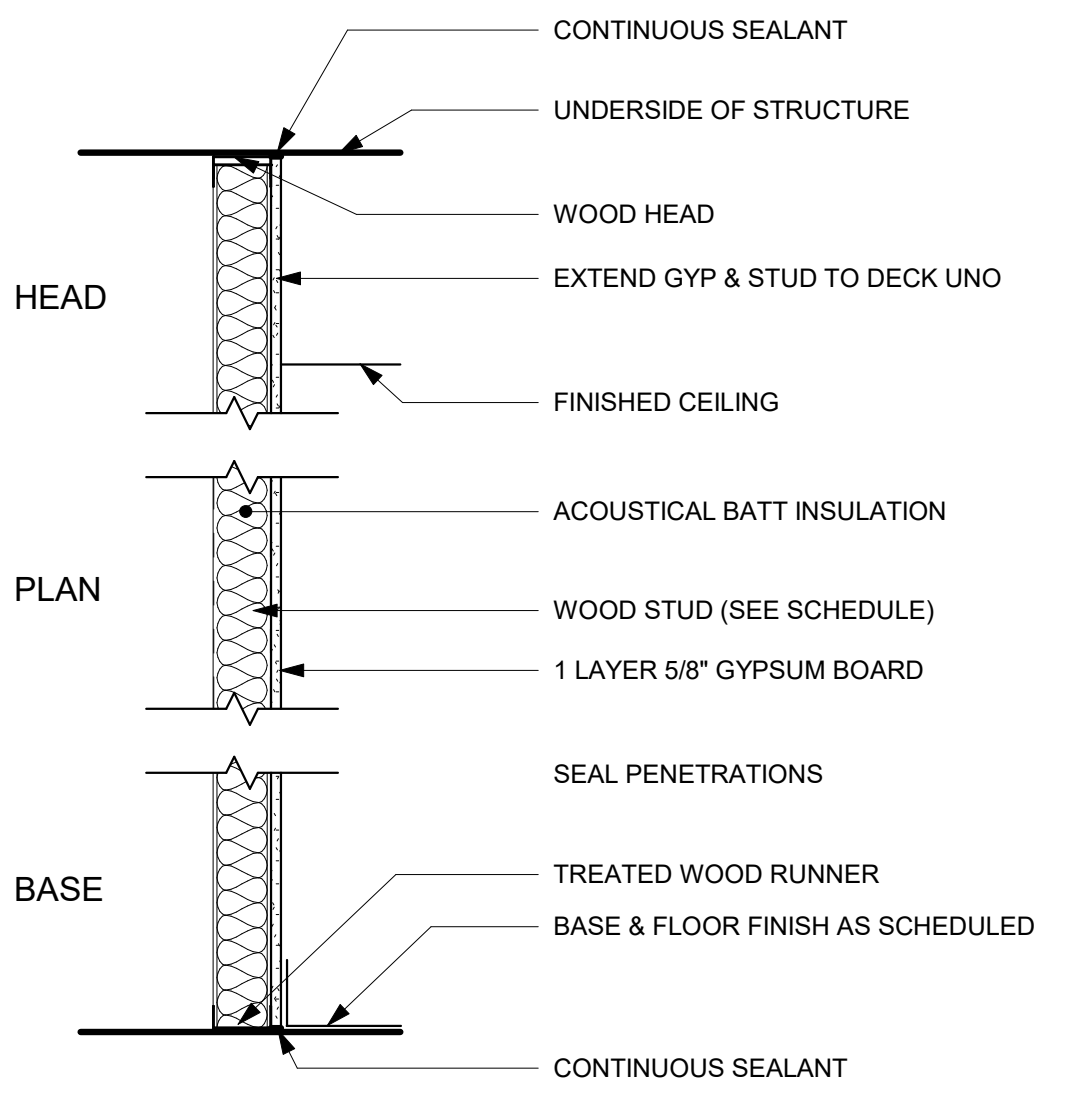 CONTINUOUS SEALANT
UNDERSIDE OF STRUCTURE
WOOD HEAD
EXTEND GYP & STUD TO DECK UNO
HEAD
FINISHED CEILING
ACOUSTICAL BATT INSULATION
PLAN
WOOD STUD (SEE SCHEDULE)
1 LAYER 5/8" GYPSUM BOARD
SEAL PENETRATIONS
TREATED WOOD RUNNER
BASE
BASE & FLOOR FINISH AS SCHEDULED
CONTINUOUS SEALANT